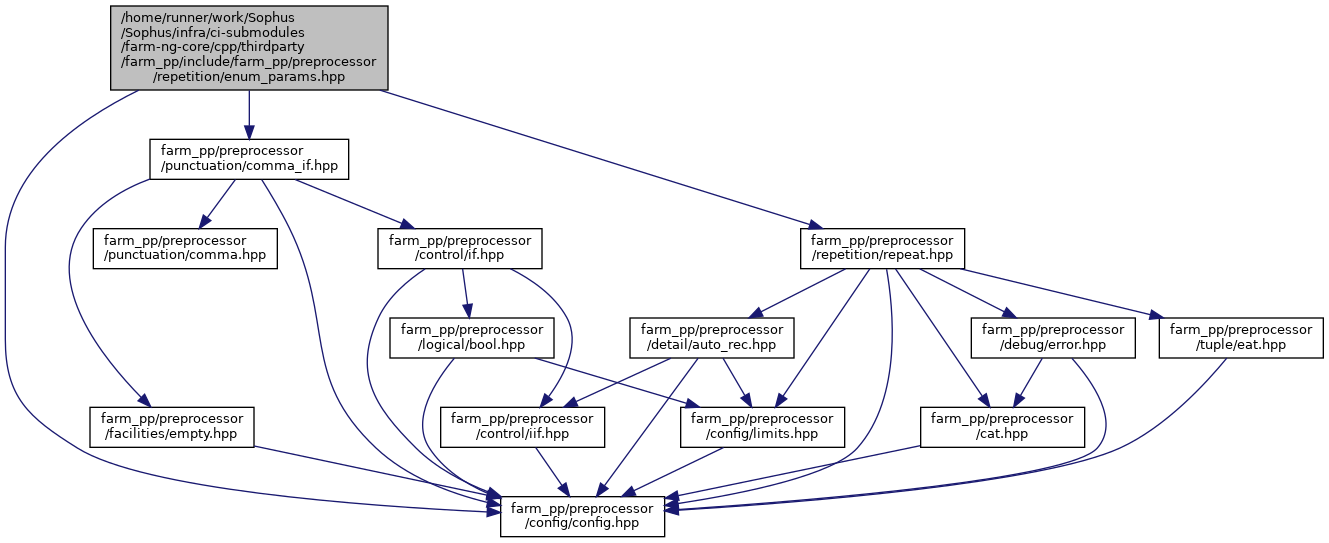 /home/runner/work/Sophus
/Sophus/infra/ci-submodules
/farm-ng-core/cpp/thirdparty
/farm_pp/include/farm_pp/preprocessor
/repetition/enum_params.hpp
farm_pp/preprocessor
/punctuation/comma_if.hpp
farm_pp/preprocessor
/punctuation/comma.hpp
farm_pp/preprocessor
/control/if.hpp
farm_pp/preprocessor
/repetition/repeat.hpp
farm_pp/preprocessor
/logical/bool.hpp
farm_pp/preprocessor
/detail/auto_rec.hpp
farm_pp/preprocessor
/debug/error.hpp
farm_pp/preprocessor
/tuple/eat.hpp
farm_pp/preprocessor
/facilities/empty.hpp
farm_pp/preprocessor
/control/iif.hpp
farm_pp/preprocessor
/config/limits.hpp
farm_pp/preprocessor
/cat.hpp
farm_pp/preprocessor
/config/config.hpp